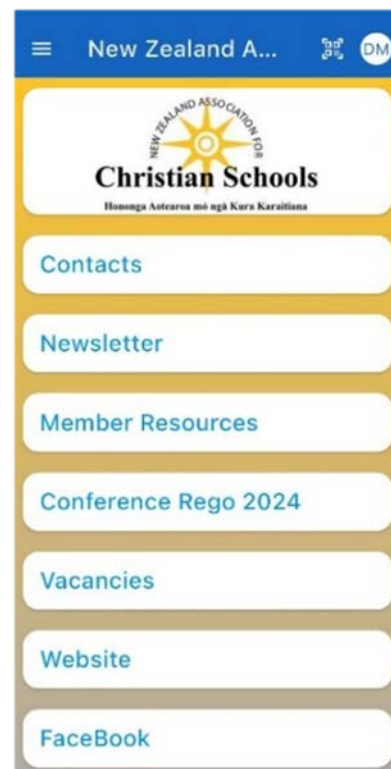 New Zealand A...
DM
NEW ZEALAND ASSOCIATION FOR
Christian Schools
Hononga Aotearoa mō ngā Kura Karaitiana
Contacts
Newsletter
Member Resources
Conference Rego 2024
Vacancies
Website
FaceBook